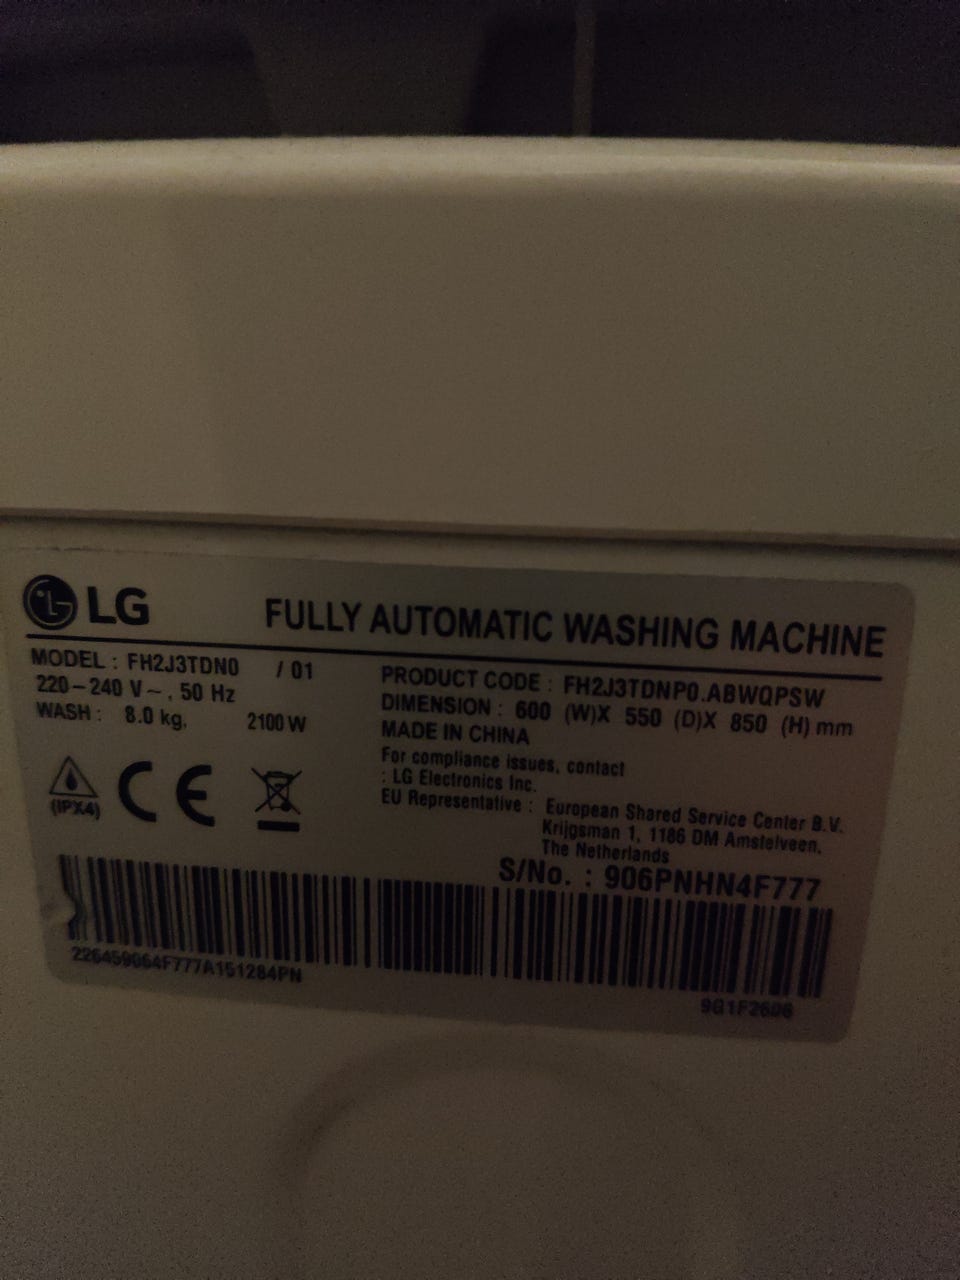 LG FULLY AUTOMATIC WASHING MACHINE
MODEL : FH2J3TDN0 / 01
220-240 V~, 50 Hz
WASH : 8.0 kg, 2100 W
PRODUCT CODE : FH2J3TDNP0.ABWQPSW
DIMENSION : 600 (W)X 550 (D)X 850 (H) mm
MADE IN CHINA
For compliance issues, contact
: LG Electronics Inc.
EU Representative : European Shared Service Center B.V.
Krijgsman 1, 1186 DM Amstelveen,
The Netherlands
(IPX4) CE
S/No. : 906PNHN4F777
226459064F777A151284PN
9G1F2606